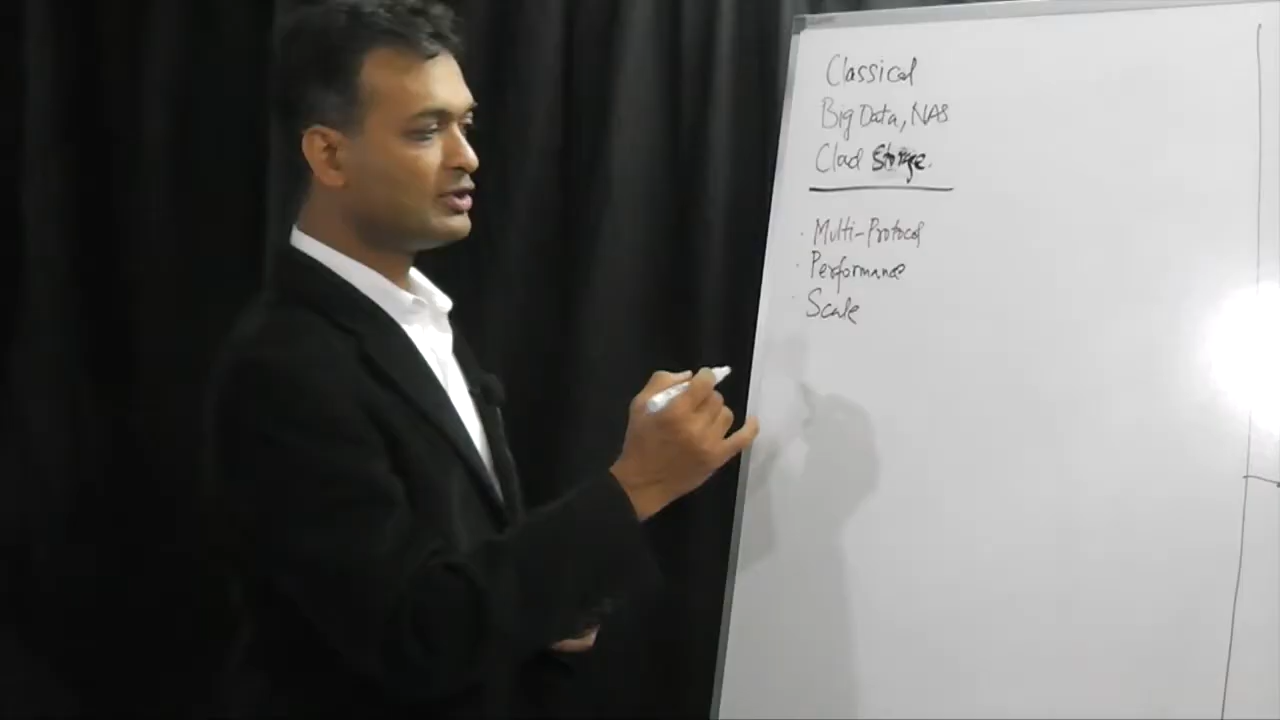 Classical
Big Data, NAS
Cloud Storage.
· Multi-Protocol
· Performance
· Scale